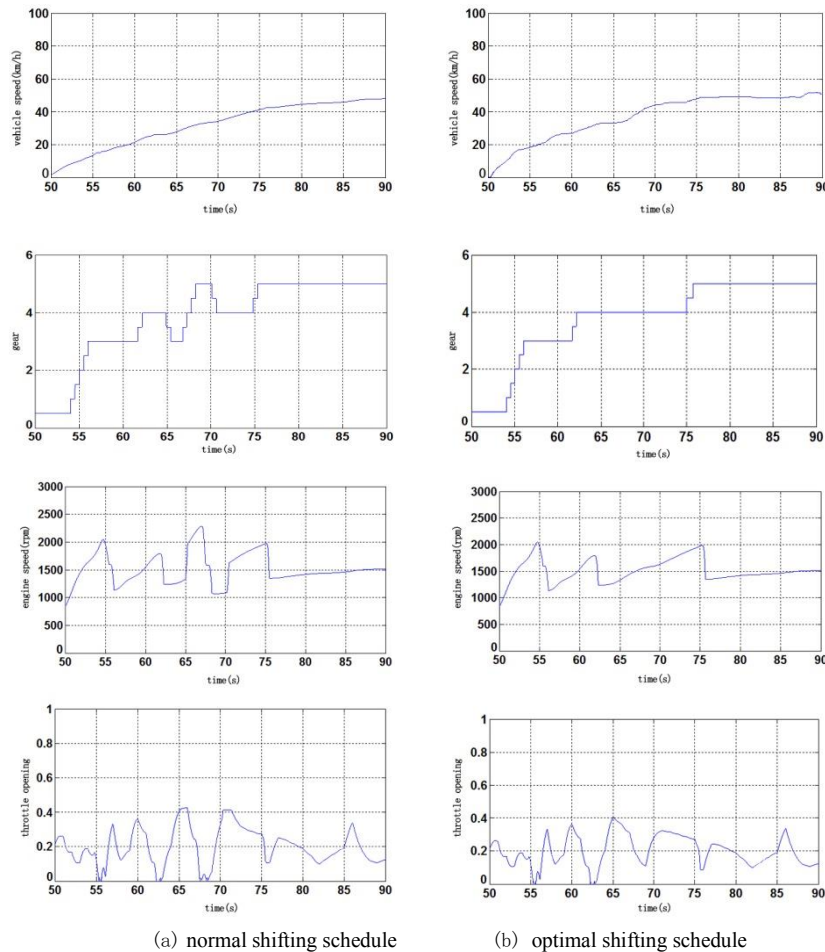 100
80
60
40
20
0
vehicle speed(km/h)
50 55 60 65 70 75 80 85 90
time(s)
100
80
60
40
20
0
vehicle speed(km/h)
50 55 60 65 70 75 80 85 90
time(s)
6
4
2
0
gear
50 55 60 65 70 75 80 85 90
time(s)
6
4
2
0
gear
50 55 60 65 70 75 80 85 90
time(s)
3000
2500
2000
1500
1000
500
0
engine speed(rpm)
50 55 60 65 70 75 80 85 90
time(s)
3000
2500
2000
1500
1000
500
0
engine speed(rpm)
50 55 60 65 70 75 80 85 90
time(s)
1
0.8
0.6
0.4
0.2
0
throttle opening
50 55 60 65 70 75 80 85 90
time(s)
1
0.8
0.6
0.4
0.2
0
throttle opening
50 55 60 65 70 75 80 85 90
time(s)
(a) normal shifting schedule
(b) optimal shifting schedule